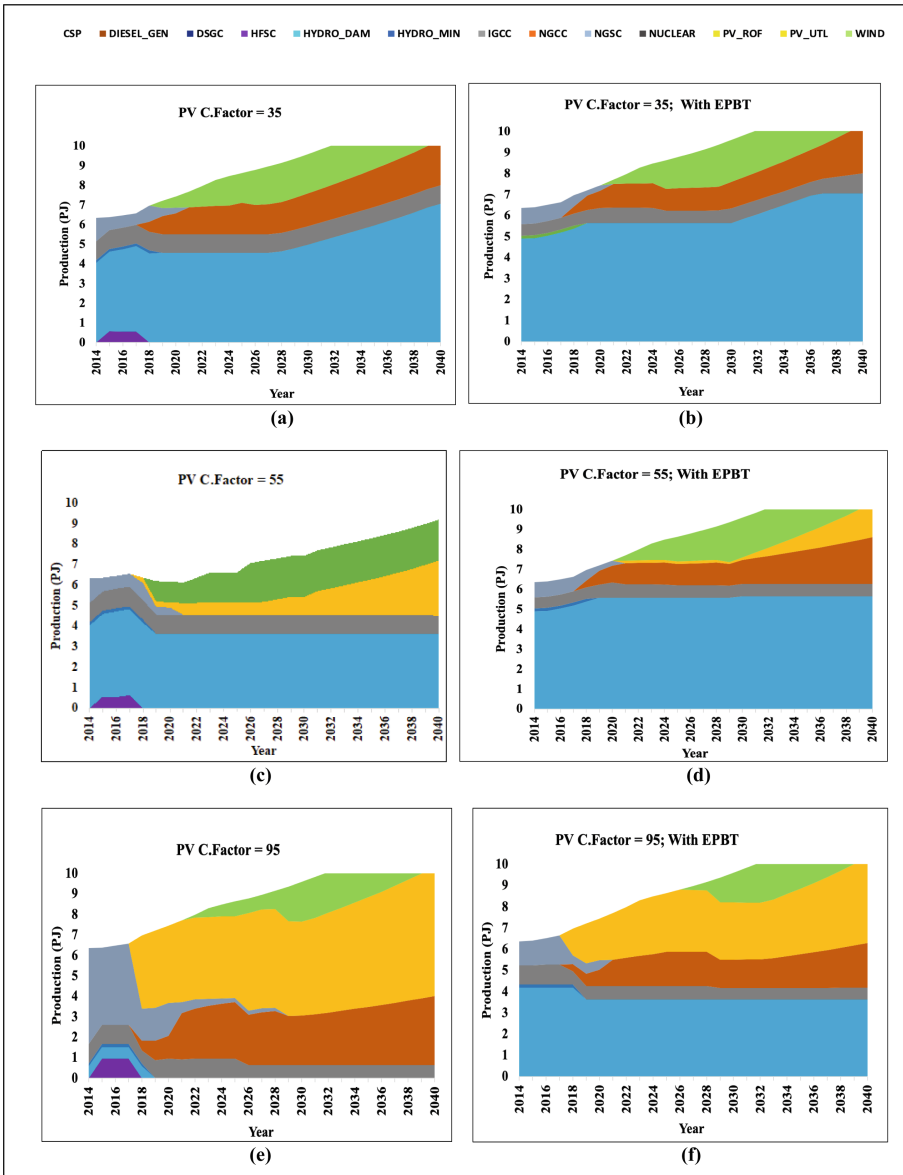 CSP DIESEL_GEN DSGC HFSC HYDRO_DAM HYDRO_MIN IGCC NGCC NGSC NUCLEAR PV_ROF PV_UTL WIND
PV C.Factor = 35
Production (PJ)
10
9
8
7
6
5
4
3
2
1
0
2014 2016 2018 2020 2022 2024 2026 2028 2030 2032 2034 2036 2038 2040
Year
(a)
PV C.Factor = 35; With EPBT
Production (PJ)
10
9
8
7
6
5
4
3
2
1
0
2014 2016 2018 2020 2022 2024 2026 2028 2030 2032 2034 2036 2038 2040
Year
(b)
PV C.Factor = 55
Production (PJ)
10
9
8
7
6
5
4
3
2
1
0
2014 2016 2018 2020 2022 2024 2026 2028 2030 2032 2034 2036 2038 2040
Year
(c)
PV C.Factor = 55; With EPBT
Production (PJ)
10
9
8
7
6
5
4
3
2
1
0
2014 2016 2018 2020 2022 2024 2026 2028 2030 2032 2034 2036 2038 2040
Year
(d)
PV C.Factor = 95
Production (PJ)
10
9
8
7
6
5
4
3
2
1
0
2014 2016 2018 2020 2022 2024 2026 2028 2030 2032 2034 2036 2038 2040
Year
(e)
PV C.Factor = 95; With EPBT
Production (PJ)
10
9
8
7
6
5
4
3
2
1
0
2014 2016 2018 2020 2022 2024 2026 2028 2030 2032 2034 2036 2038 2040
Year
(f)